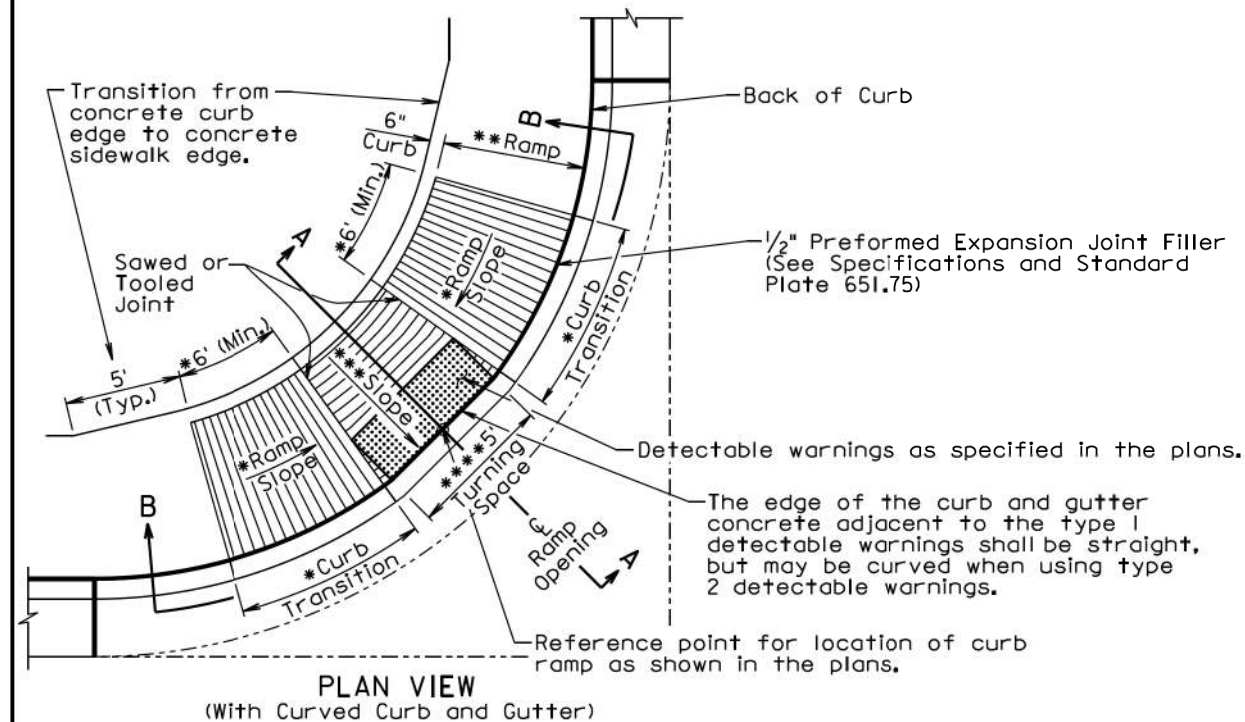 Transition from
concrete curb
edge to concrete
sidewalk edge.
6"
Curb
**Ramp
B
Back of Curb
*6' (Min.)
A
Sawed or
Tooled
Joint
*Ramp
Slope
1/2" Preformed Expansion Joint Filler
(See Specifications and Standard
Plate 651.75)
*Curb
Transition
*6' (Min.)
5'
(Typ.)
***Slope
*Ramp
Slope
Detectable warnings as specified in the plans.
****5'
Turning
Space
B
℄
Ramp
Opening
A
The edge of the curb and gutter
concrete adjacent to the type 1
detectable warnings shall be straight,
but may be curved when using type
2 detectable warnings.
*Curb
Transition
Reference point for location of curb
ramp as shown in the plans.
PLAN VIEW
(With Curved Curb and Gutter)